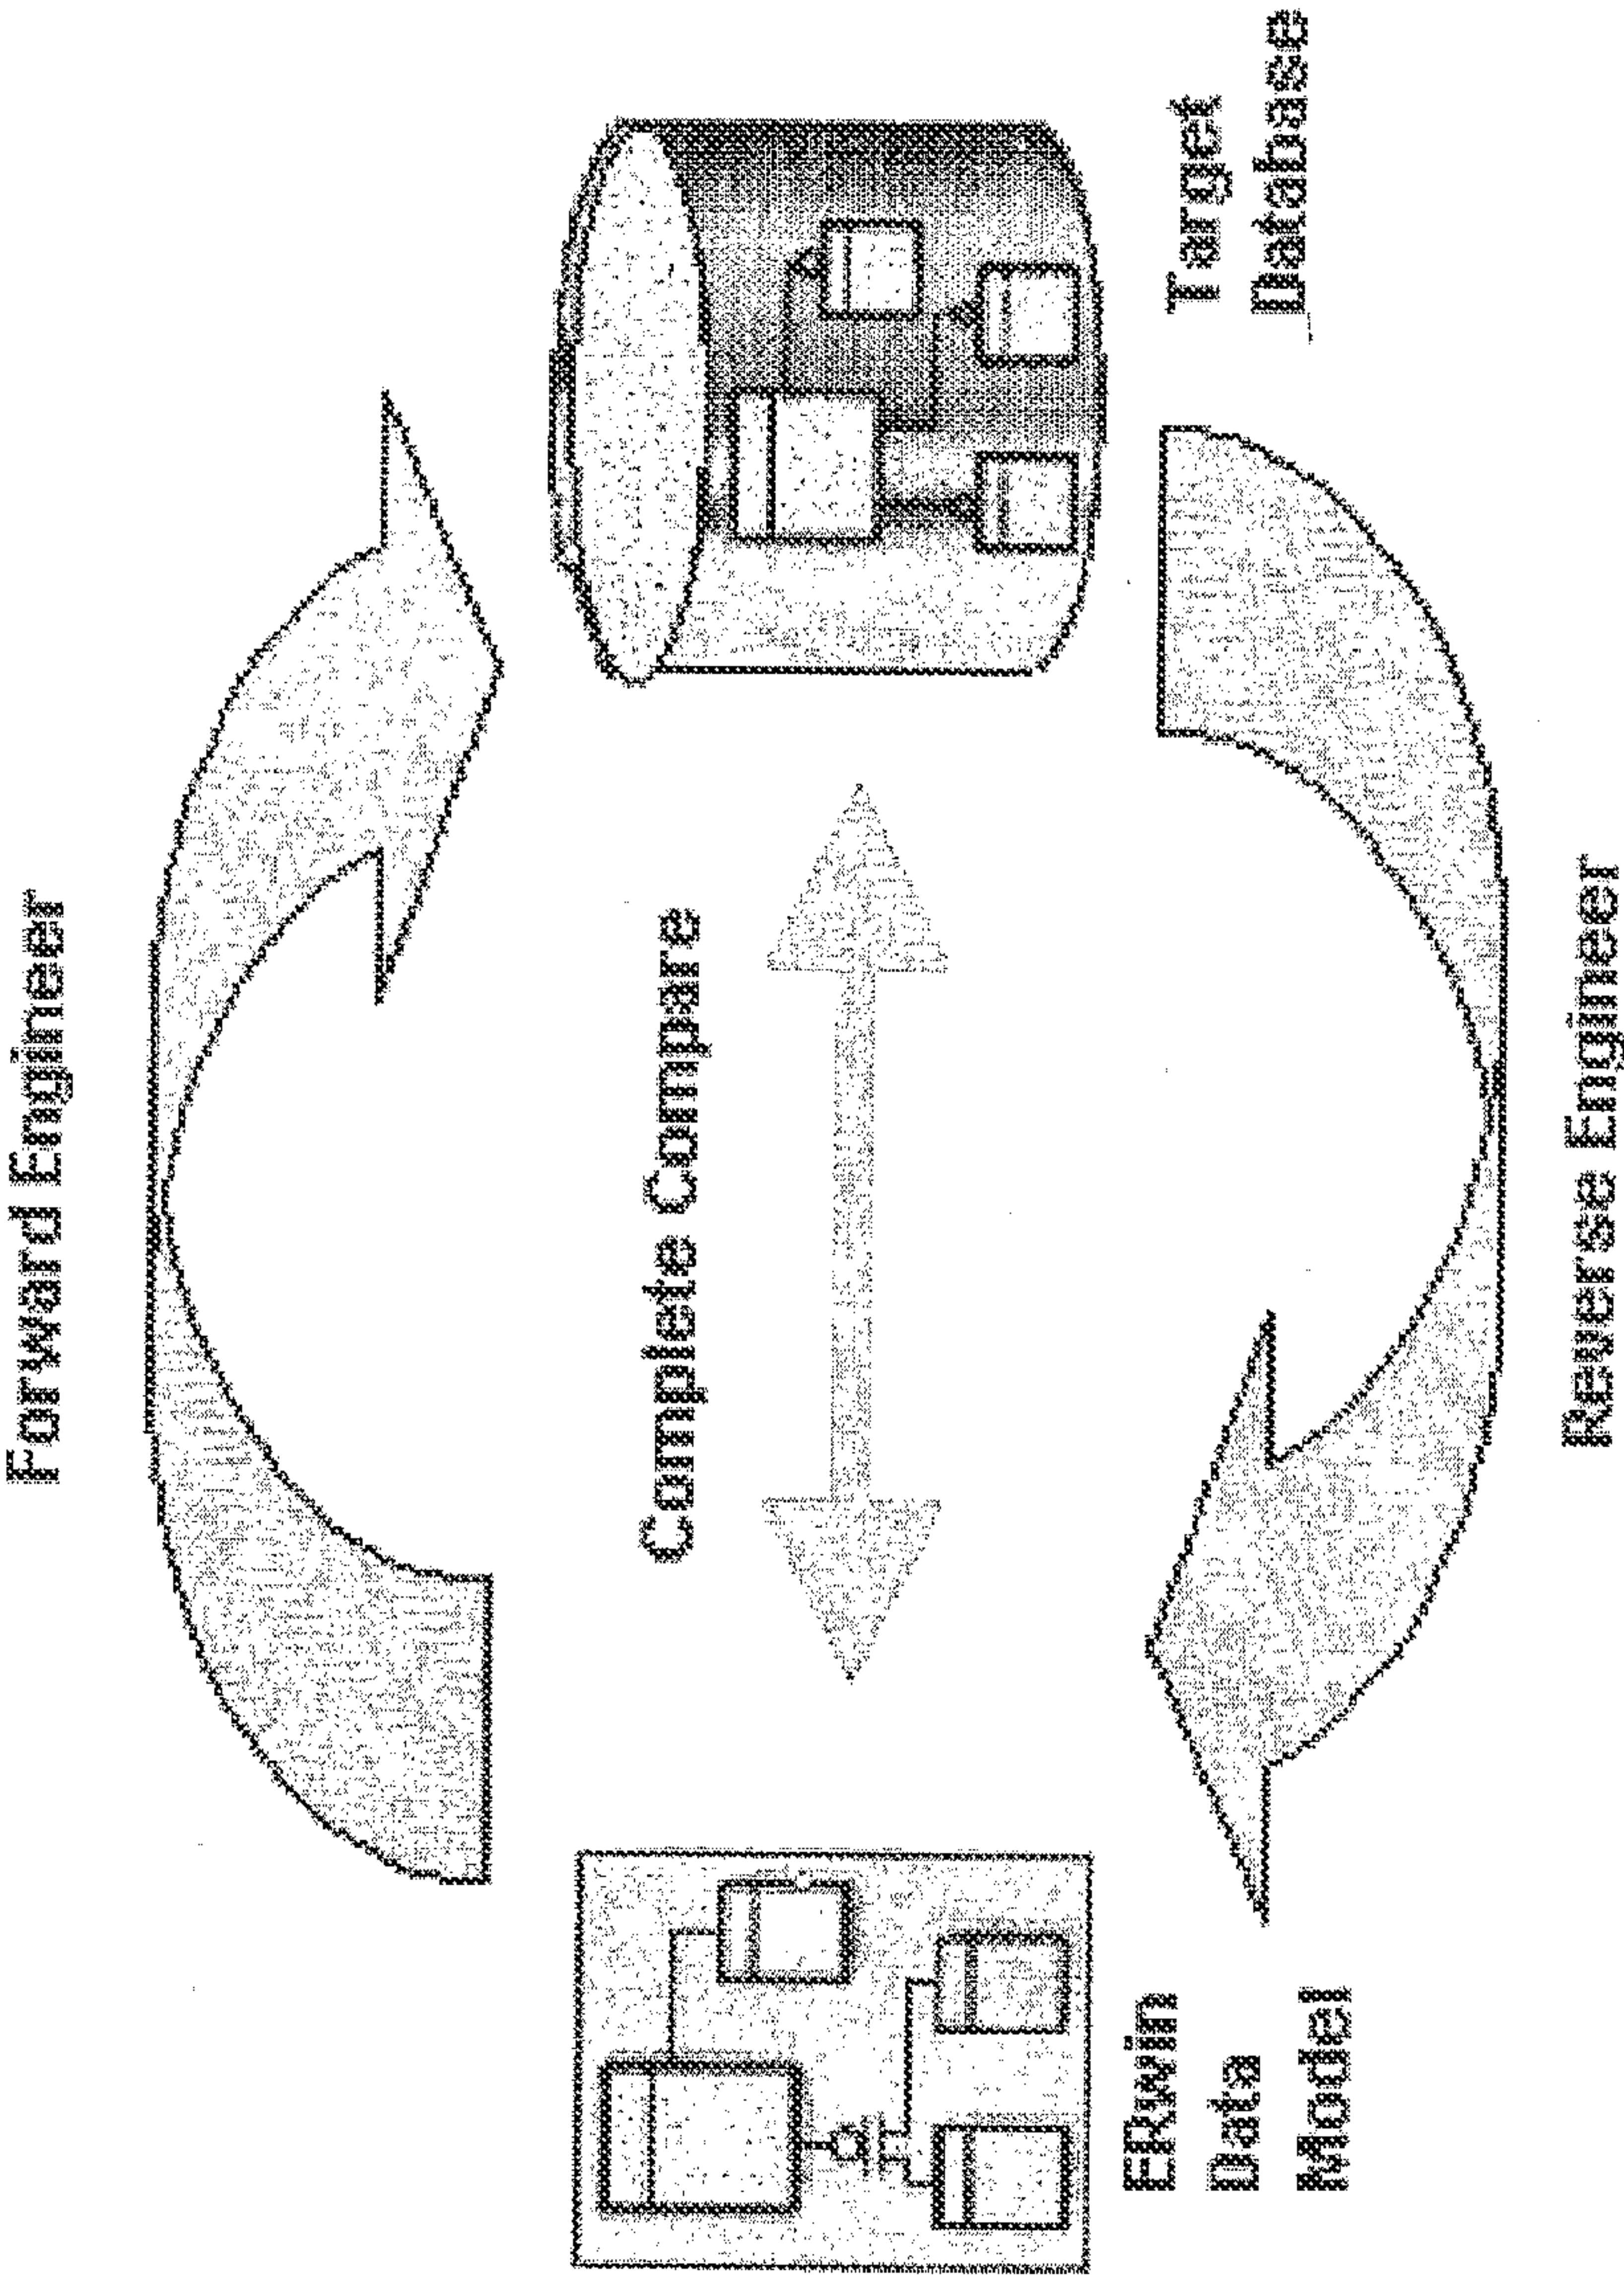 Forward Engineer
Complete Compare
ERwin
Data
Model
Target
Database
Reverse Engineer